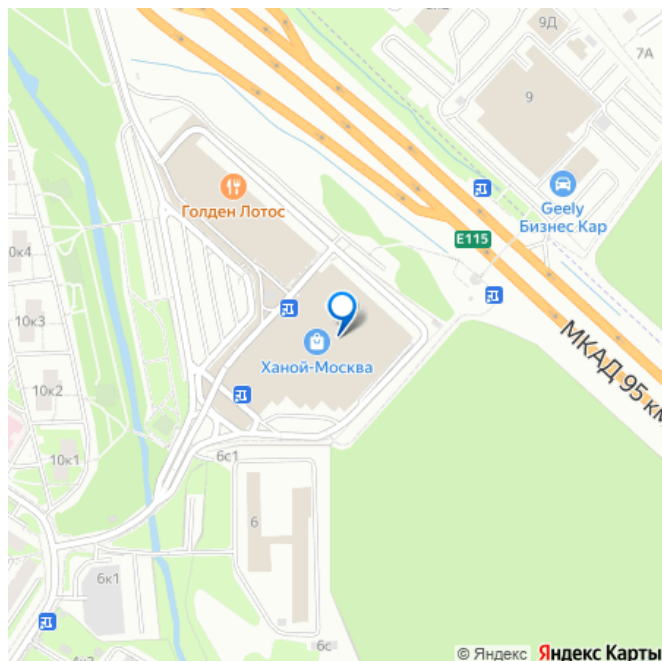 9Д
7А
9
Голден Лотос
Geely
Бизнес Кар
E115
0к4
10к3
Ханой-Москва
МКАД 95 км
10к2
10к1
6с1
6
6к1
6с
© Яндекс Яндекс Карты